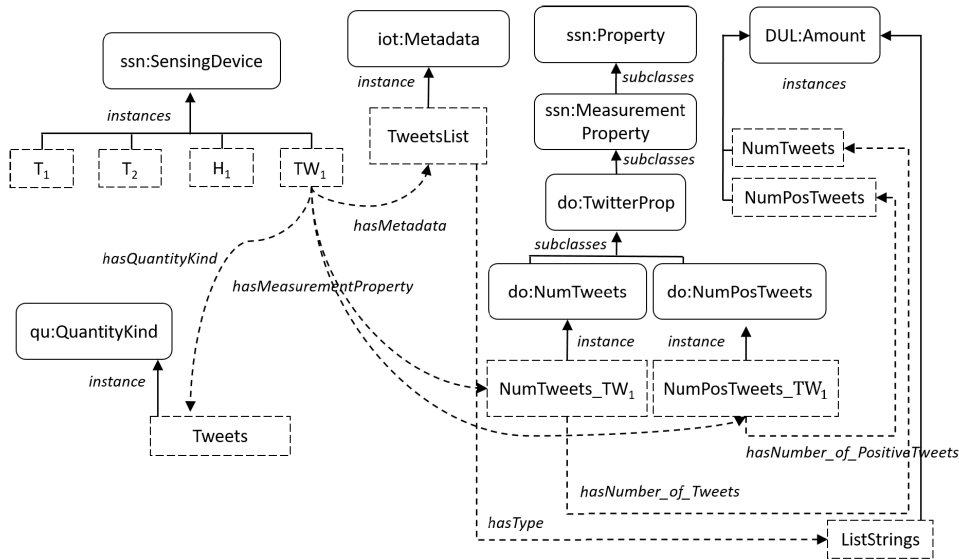 iot:Metadata
ssn:Property
DUL:Amount
ssn:SensingDevice
instance
subclasses
instances
instances
ssn:Measurement
Property
TweetsList
NumTweets
subclasses
T1
T2
H1
TW1
NumPosTweets
do:TwitterProp
hasMetadata
subclasses
hasQuantityKind
hasMeasurementProperty
do:NumTweets
do:NumPosTweets
qu:QuantityKind
instance
instance
instance
NumTweets_TW1
NumPosTweets_TW1
Tweets
hasNumber_of_PositiveTweets
hasNumber_of_Tweets
hasType
ListStrings